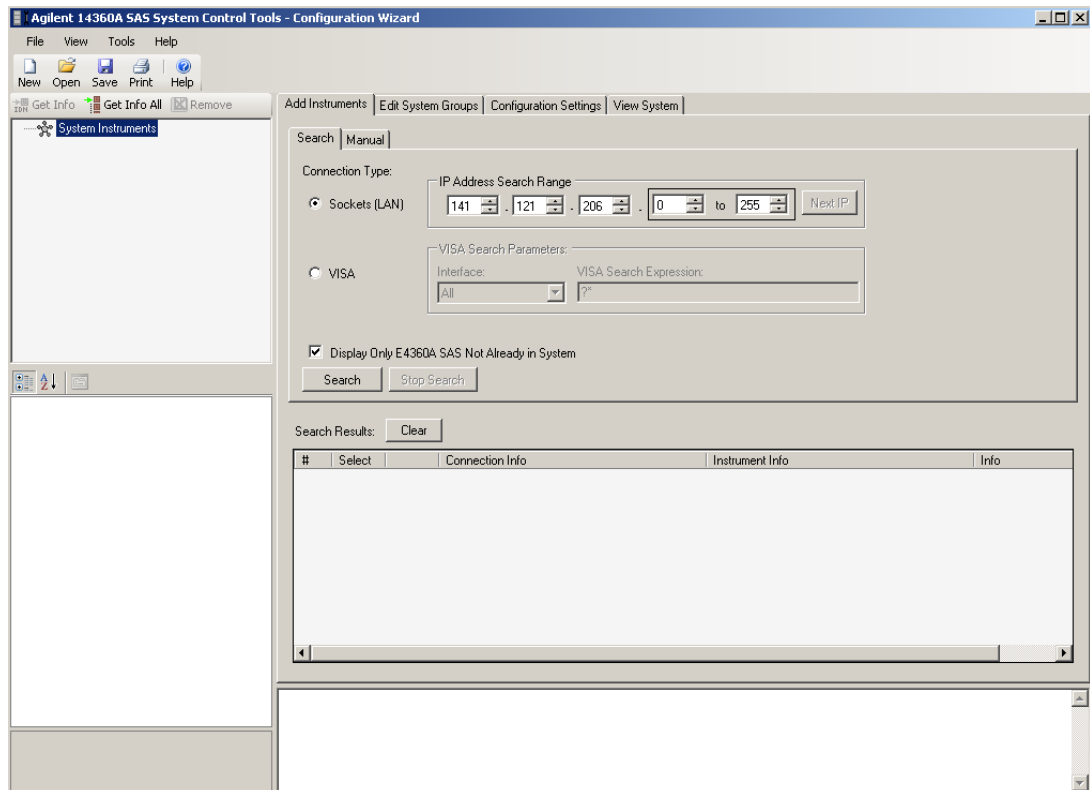 Agilent 14360A SAS System Control Tools - Configuration Wizard
File View Tools Help
New Open Save Print Help
IDN Get Info Get Info All Remove
System Instruments
Add Instruments Edit System Groups Configuration Settings View System
Search Manual
Connection Type:
IP Address Search Range
Sockets (LAN) 141 . 121 . 206 . 0 to 255 Next IP
VISA Search Parameters:
VISA Interface: VISA Search Expression:
All ?*
Display Only E4360A SAS Not Already in System
Search Stop Search
Search Results: Clear
# Select Connection Info Instrument Info Info